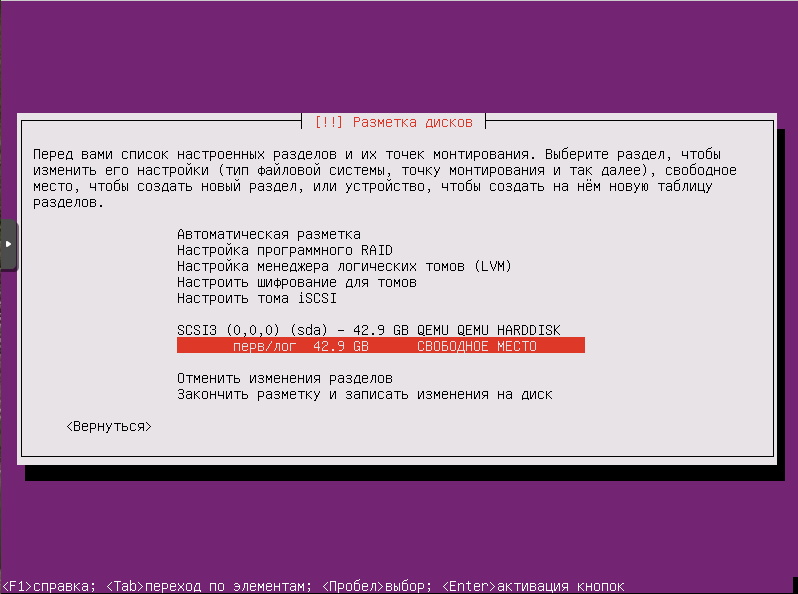 [!!] Разметка дисков
Перед вами список настроенных разделов и их точек монтирования. Выберите раздел, чтобы
изменить его настройки (тип файловой системы, точку монтирования и так далее), свободное
место, чтобы создать новый раздел, или устройство, чтобы создать на нём новую таблицу
разделов.
Автоматическая разметка
Настройка программного RAID
Настройка менеджера логических томов (LVM)
Настроить шифрование для томов
Настроить тома iSCSI
SCSI3 (0,0,0) (sda) - 42.9 GB QEMU QEMU HARDDISK
перв/лог 42.9 GB СВОБОДНОЕ МЕСТО
Отменить изменения разделов
Закончить разметку и записать изменения на диск
<Вернуться>
<F1>справка; <Tab>переход по элементам; <Пробел>выбор; <Enter>активация кнопок